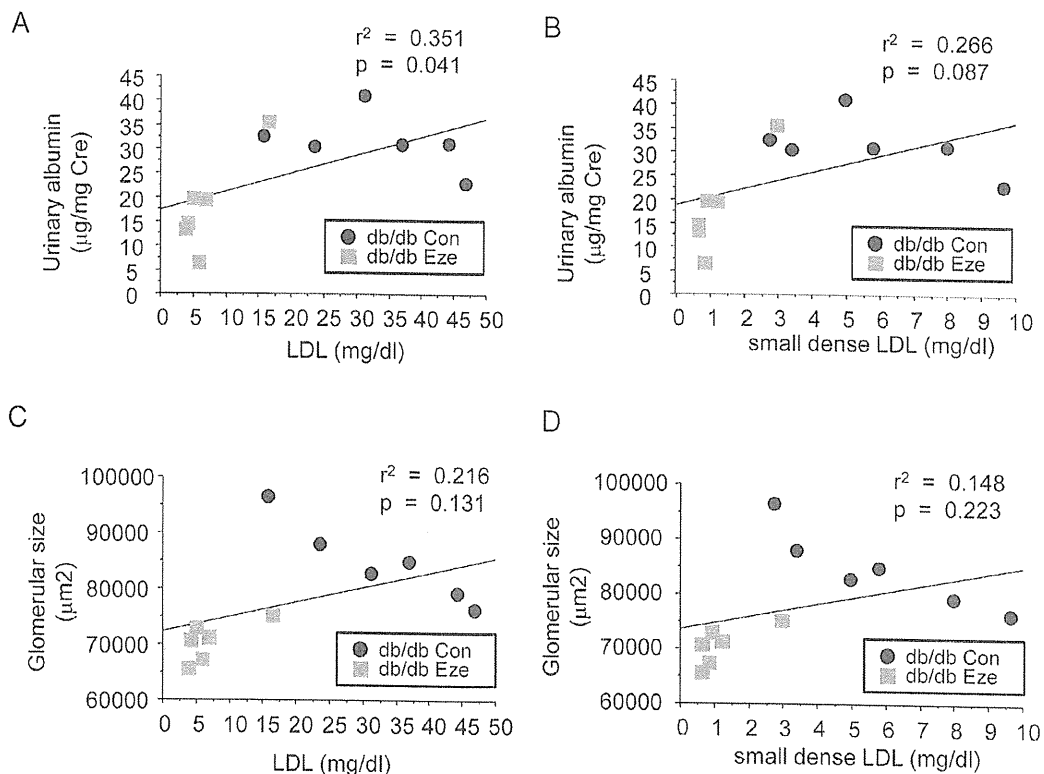 A
r² = 0.351
p = 0.041
Urinary albumin
(µg/mg Cre)
45
40
35
30
25
20
15
10
5
0
db/db Con
db/db Eze
0 5 10 15 20 25 30 35 40 45 50
LDL (mg/dl)
B
r² = 0.266
p = 0.087
Urinary albumin
(µg/mg Cre)
45
40
35
30
25
20
15
10
5
0
db/db Con
db/db Eze
0 1 2 3 4 5 6 7 8 9 10
small dense LDL (mg/dl)
C
r² = 0.216
p = 0.131
Glomerular size
(µm2)
100000
90000
80000
70000
60000
db/db Con
db/db Eze
0 5 10 15 20 25 30 35 40 45 50
LDL (mg/dl)
D
r² = 0.148
p = 0.223
Glomerular size
(µm2)
100000
90000
80000
70000
60000
db/db Con
db/db Eze
0 1 2 3 4 5 6 7 8 9 10
small dense LDL (mg/dl)